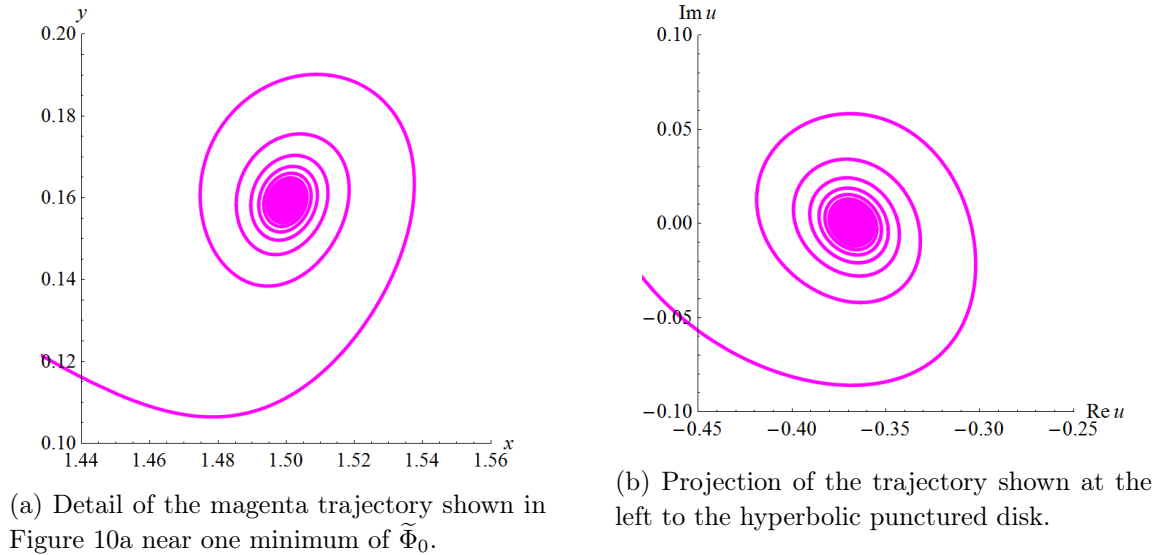 y
0.20
0.18
0.16
0.14
0.12
0.10
1.44 1.46 1.48 1.50 1.52 1.54 1.56
x
(a) Detail of the magenta trajectory shown in
Figure 10a near one minimum of Φ̃₀.
Im u
0.10
0.05
0.00
−0.05
−0.10
Re u
−0.45 −0.40 −0.35 −0.30 −0.25
(b) Projection of the trajectory shown at the
left to the hyperbolic punctured disk.